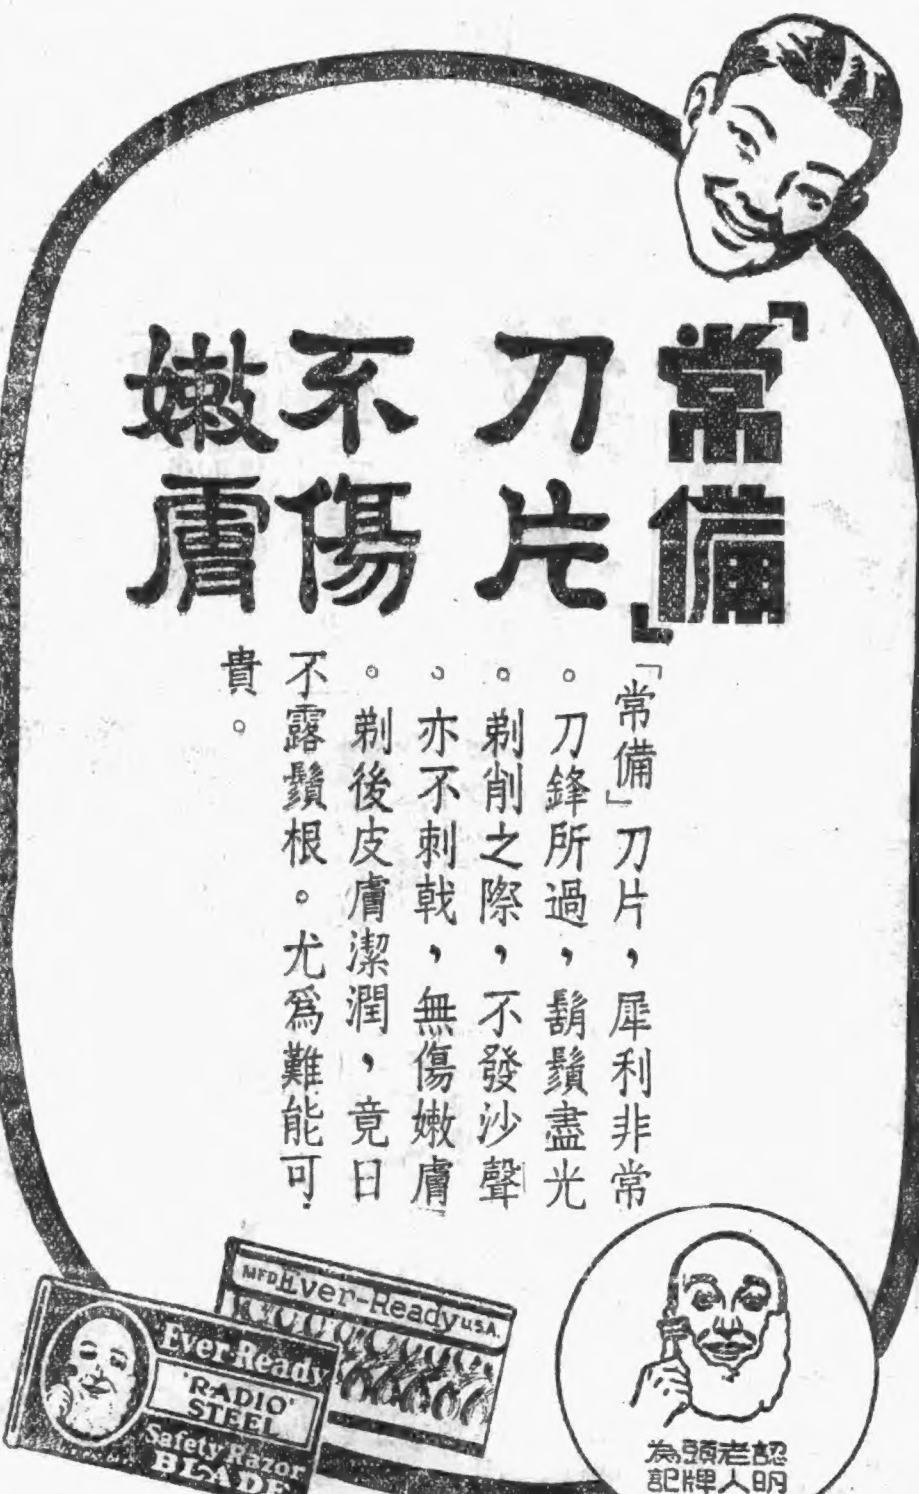 「常備」
刀片
不傷
嫩膚
「常備」刀片,犀利非常
。刀鋒所過,鬍鬚盡光
。剃削之際,不發沙聲
。亦不刺戟,無傷嫩膚
。剃後皮膚潔潤,竟日
不露鬚根。尤爲難能可
貴。
MFD Ever-Ready U.S.A.
Ever-Ready
'RADIO'
STEEL
Safety Razor
BLADE
認明
老人
頭牌
為記